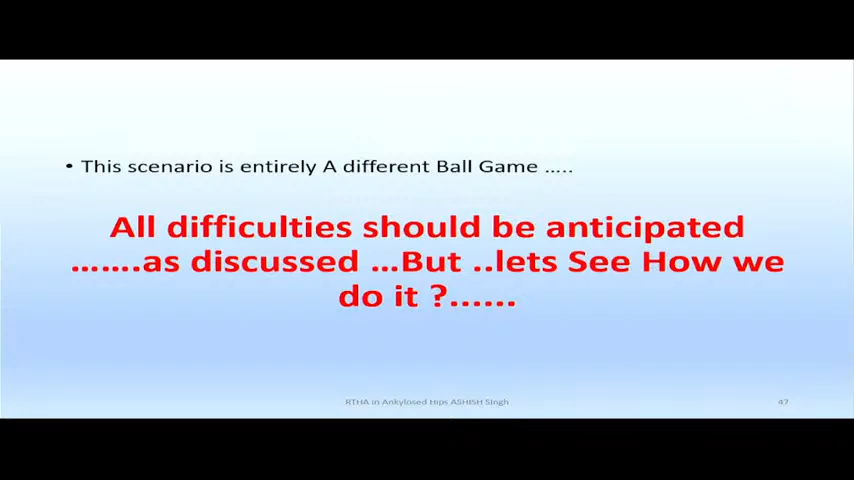 • This scenario is entirely A different Ball Game .....
All difficulties should be anticipated
.......as discussed ...But ..lets See How we
do it ?......
RTHA in Ankylosed Hips ASHISH Singh
47